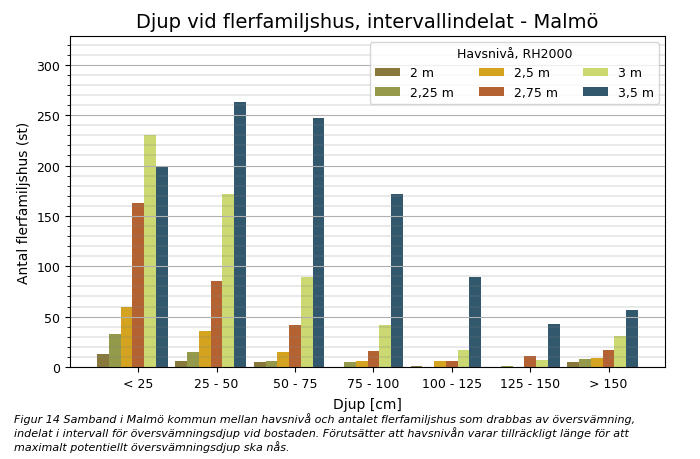 Djup vid flerfamiljshus, intervallindelat - Malmö
Antal flerfamiljshus (st)
300
250
200
150
100
50
0
Havsnivå, RH2000
2 m 2,5 m 3 m
2,25 m 2,75 m 3,5 m
< 25 25 - 50 50 - 75 75 - 100 100 - 125 125 - 150 > 150
Djup [cm]
Figur 14 Samband i Malmö kommun mellan havsnivå och antalet flerfamiljshus som drabbas av översvämning,
indelat i intervall för översvämningsdjup vid bostaden. Förutsätter att havsnivån varar tillräckligt länge för att
maximalt potentiellt översvämningsdjup ska nås.